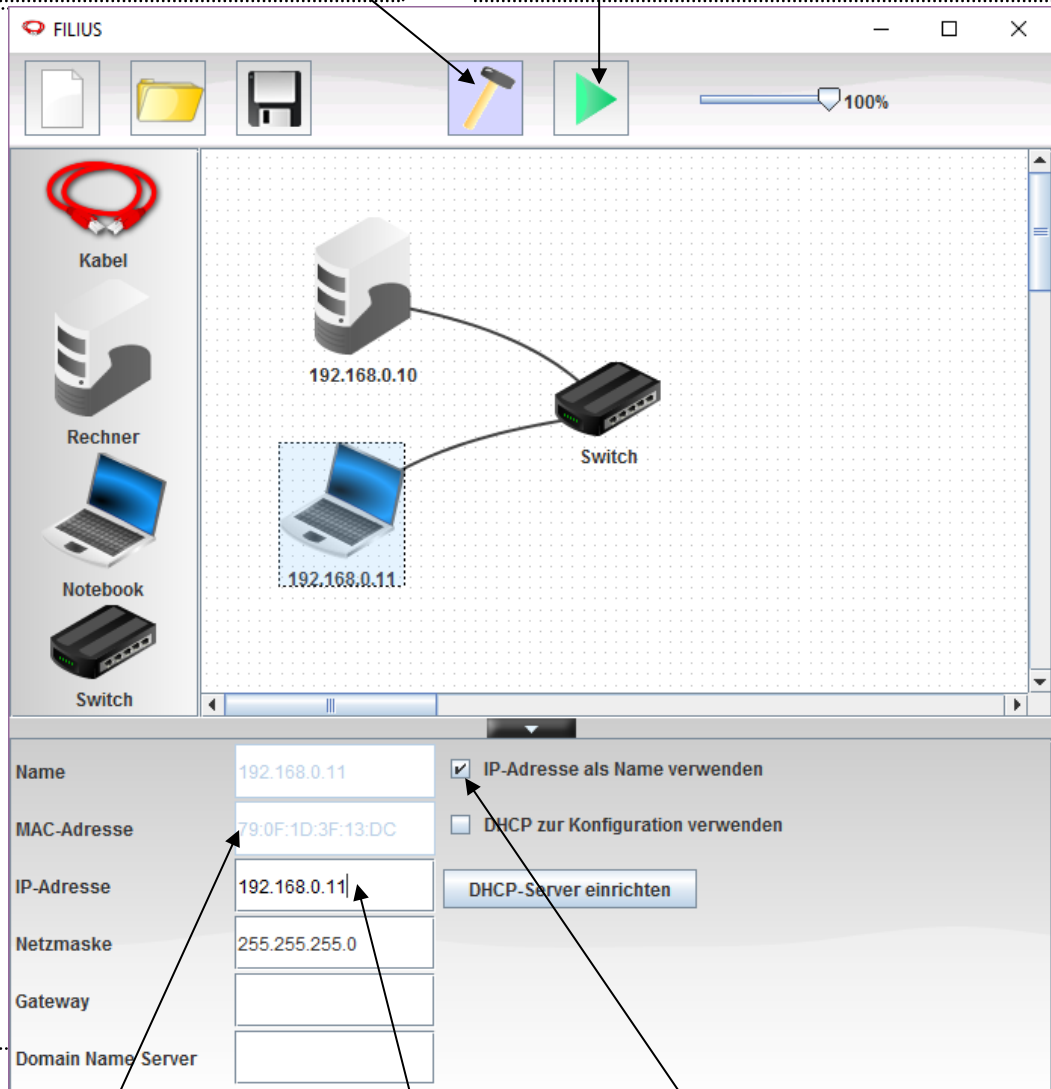 FILIUS
100%
Kabel
Rechner
Notebook
Switch
192.168.0.10
Switch
192.168.0.11
Name
192.168.0.11
IP-Adresse als Name verwenden
MAC-Adresse
79:0F:1D:3F:13:DC
DHCP zur Konfiguration verwenden
IP-Adresse
192.168.0.11
DHCP-Server einrichten
Netzmaske
255.255.255.0
Gateway
Domain Name Server